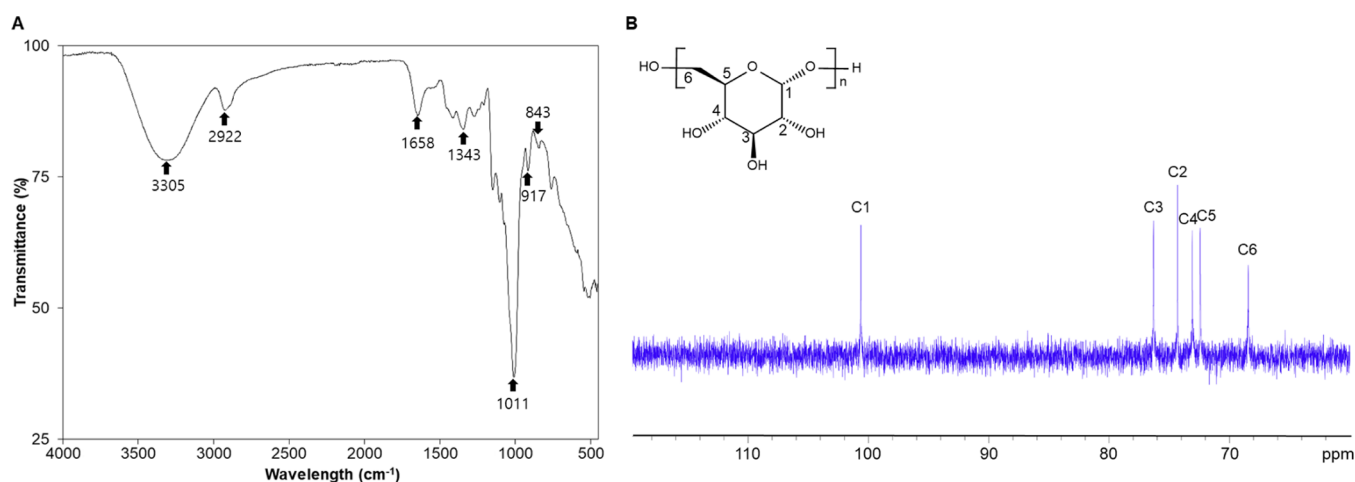 A
100
75
50
25
Transmittance (%)
3305
2922
1658
1343
843
917
1011
4000
3500
3000
2500
2000
1500
1000
500
Wavelength (cm⁻¹)
B
HO
6
5
O
O
H
n
4
1
HO
3
2
OH
OH
C1
C3
C2
C4
C5
C6
110
100
90
80
70
ppm